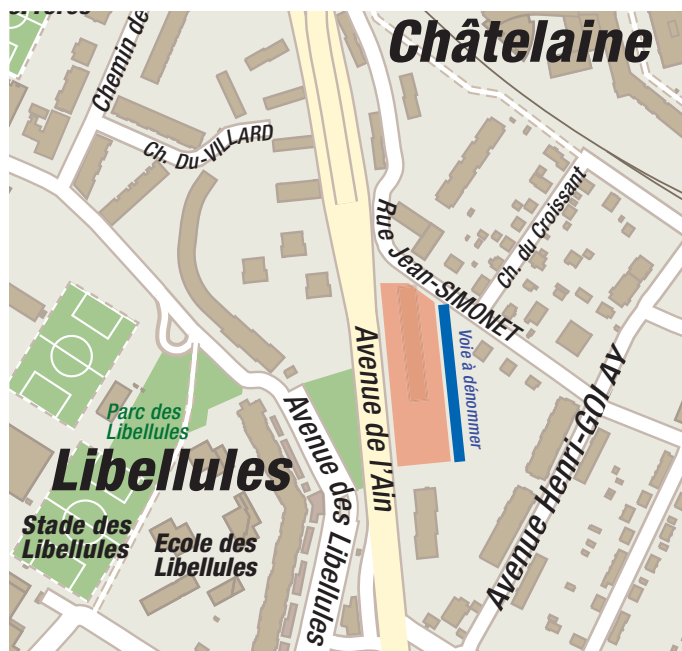 Châtelaine
Chemin de
Ch. Du-VILLARD
Rue Jean-SIMONET
Ch. du Croissant
Avenue de l'Ain
Voie à dénommer
Avenue Henri-GOLAY
Parc des
Libellules
Avenue des Libellules
Libellules
Stade des
Libellules
Ecole des
Libellules